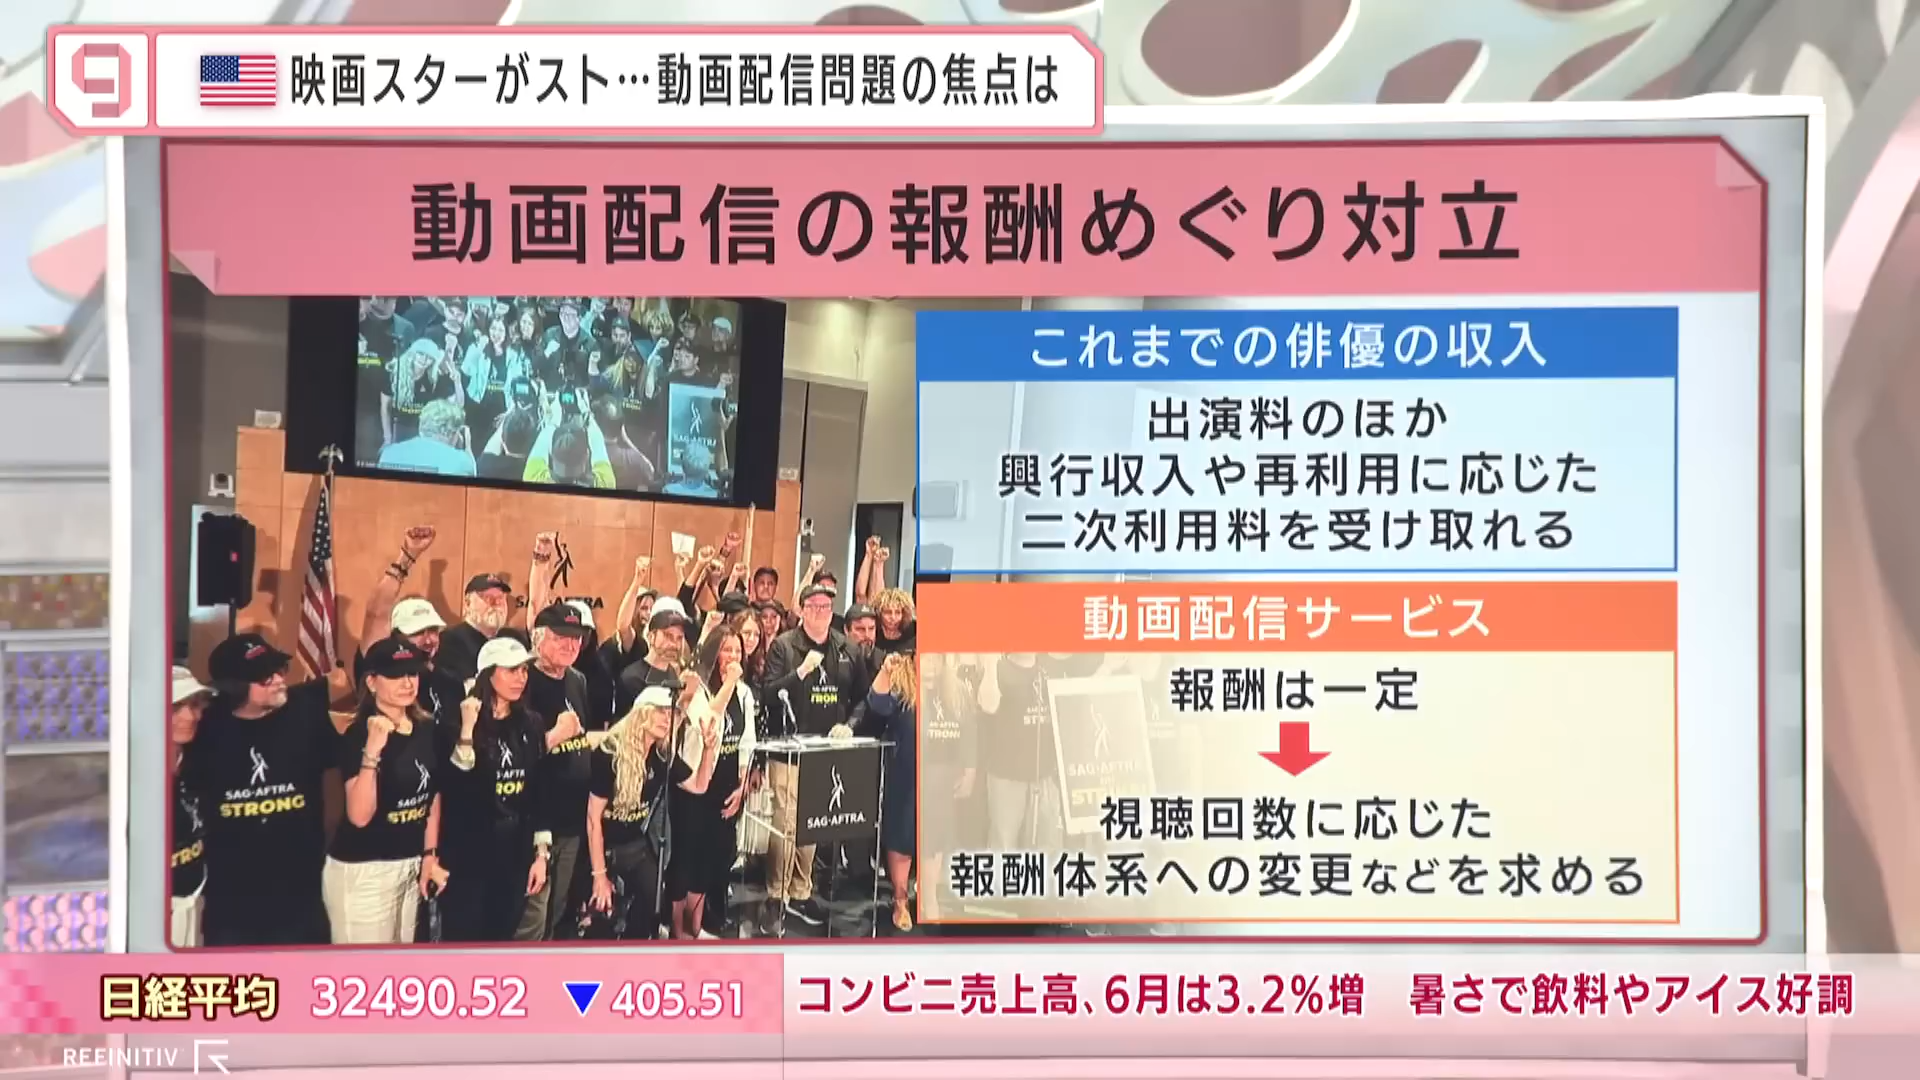 9
映画スターがスト…動画配信問題の焦点は
動画配信の報酬めぐり対立
これまでの俳優の収入
出演料のほか
興行収入や再利用に応じた
二次利用料を受け取れる
動画配信サービス
報酬は一定
視聴回数に応じた
報酬体系への変更などを求める
SAG-AFTRA
SAG-AFTRA
STRONG
SAG-AFTRA
日経平均 32490.52 ▼405.51
コンビニ売上高、6月は3.2%増 暑さで飲料やアイス好調
REFINITIV